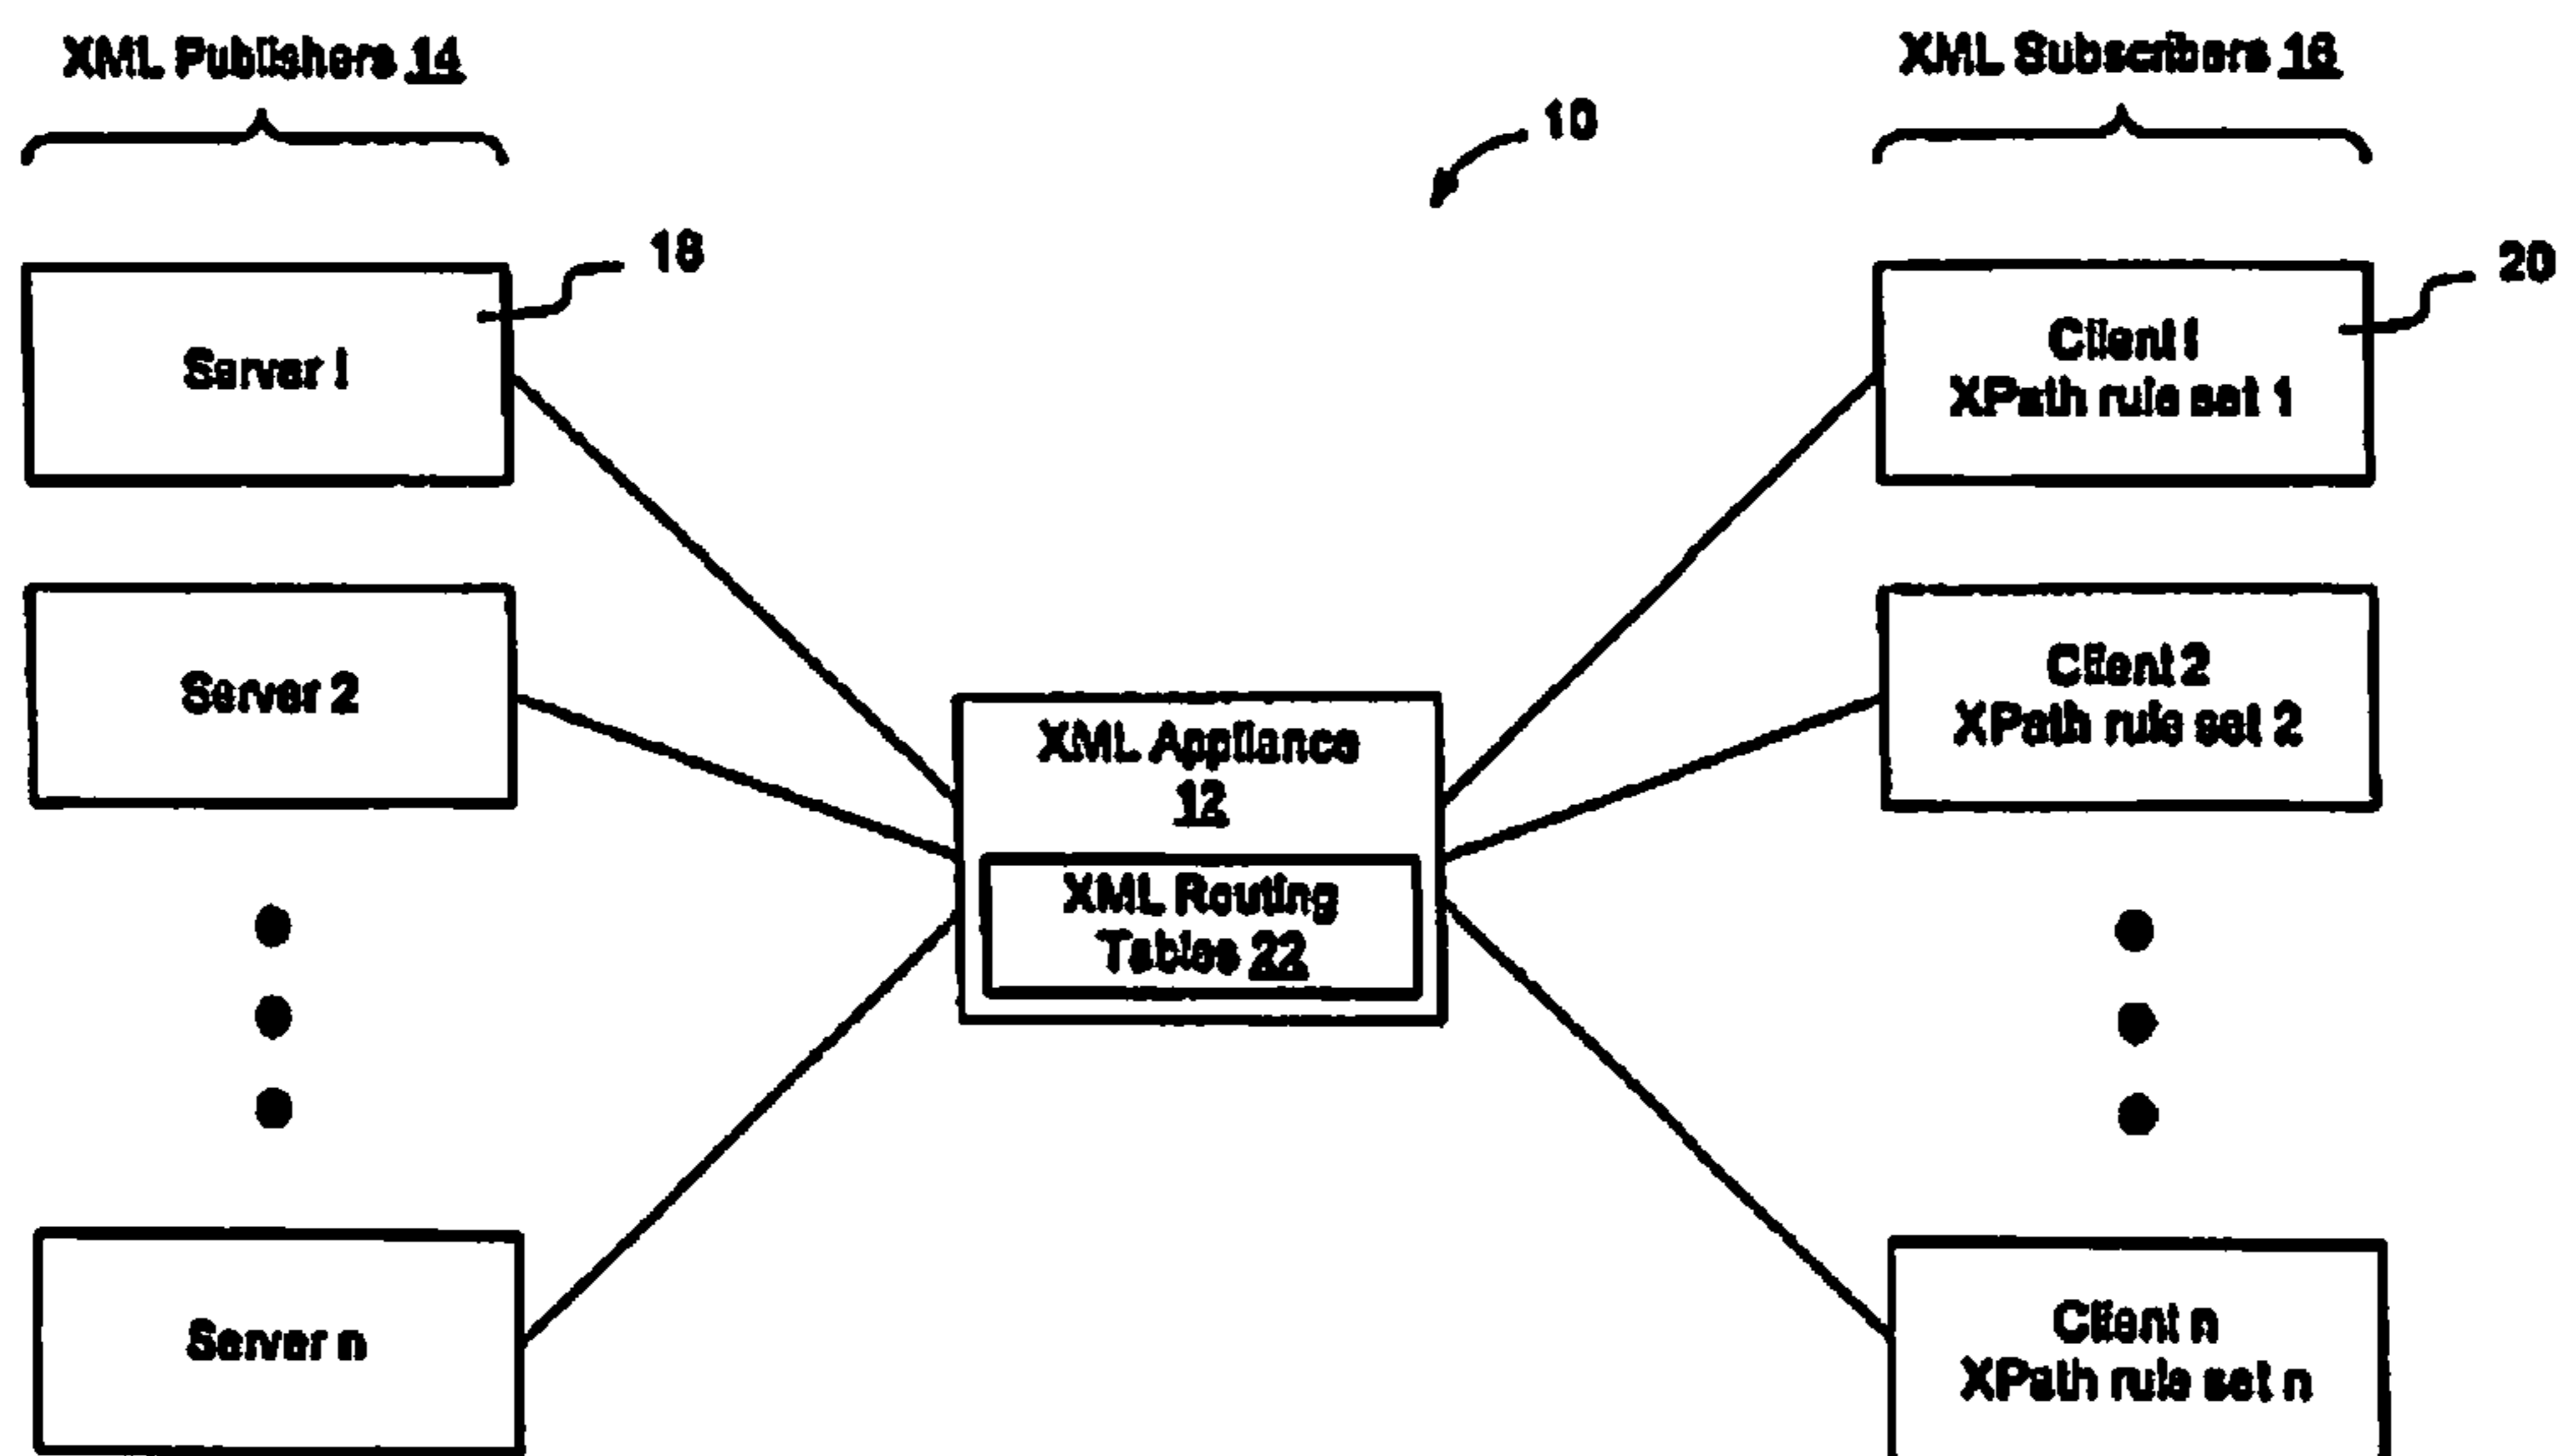 XML Publishers 14
XML Subscribers 16
10
18
20
Server 1
Client 1
XPath rule set 1
Server 2
Client 2
XPath rule set 2
XML Appliance
12
XML Routing
Tables 22
Server n
Client n
XPath rule set n